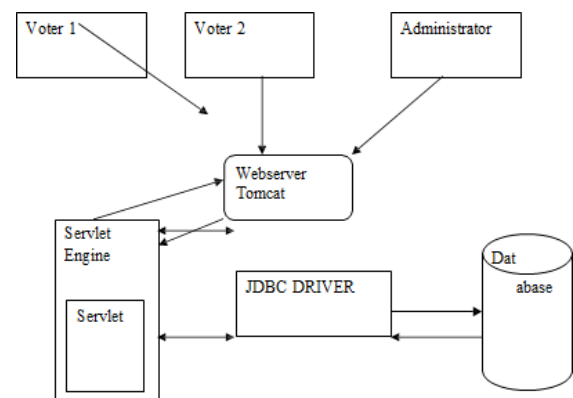 Voter 1
Voter 2
Administrator
Webserver
Tomcat
Servlet
Engine
Servlet
JDBC DRIVER
Dat
abase